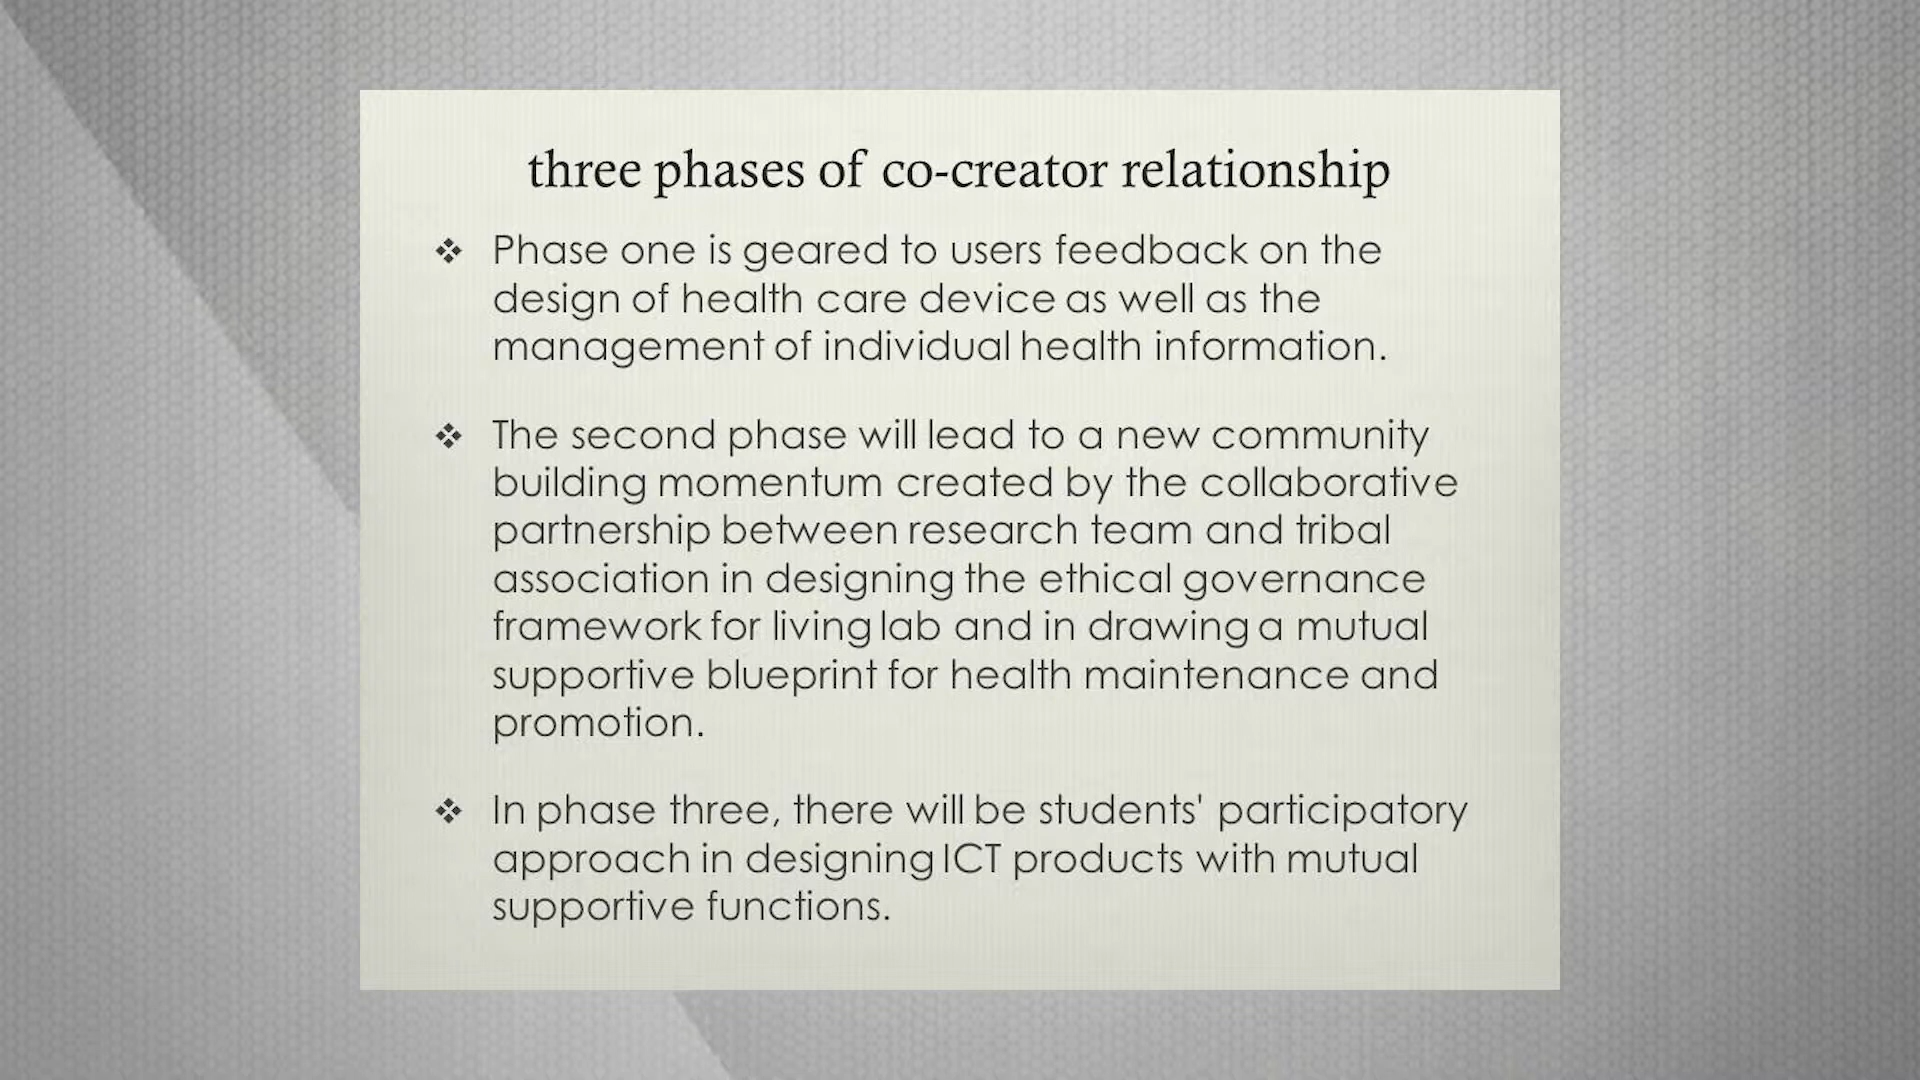 three phases of co-creator relationship
❖ Phase one is geared to users feedback on the
design of health care device as well as the
management of individual health information.
❖ The second phase will lead to a new community
building momentum created by the collaborative
partnership between research team and tribal
association in designing the ethical governance
framework for living lab and in drawing a mutual
supportive blueprint for health maintenance and
promotion.
❖ In phase three, there will be students' participatory
approach in designing ICT products with mutual
supportive functions.